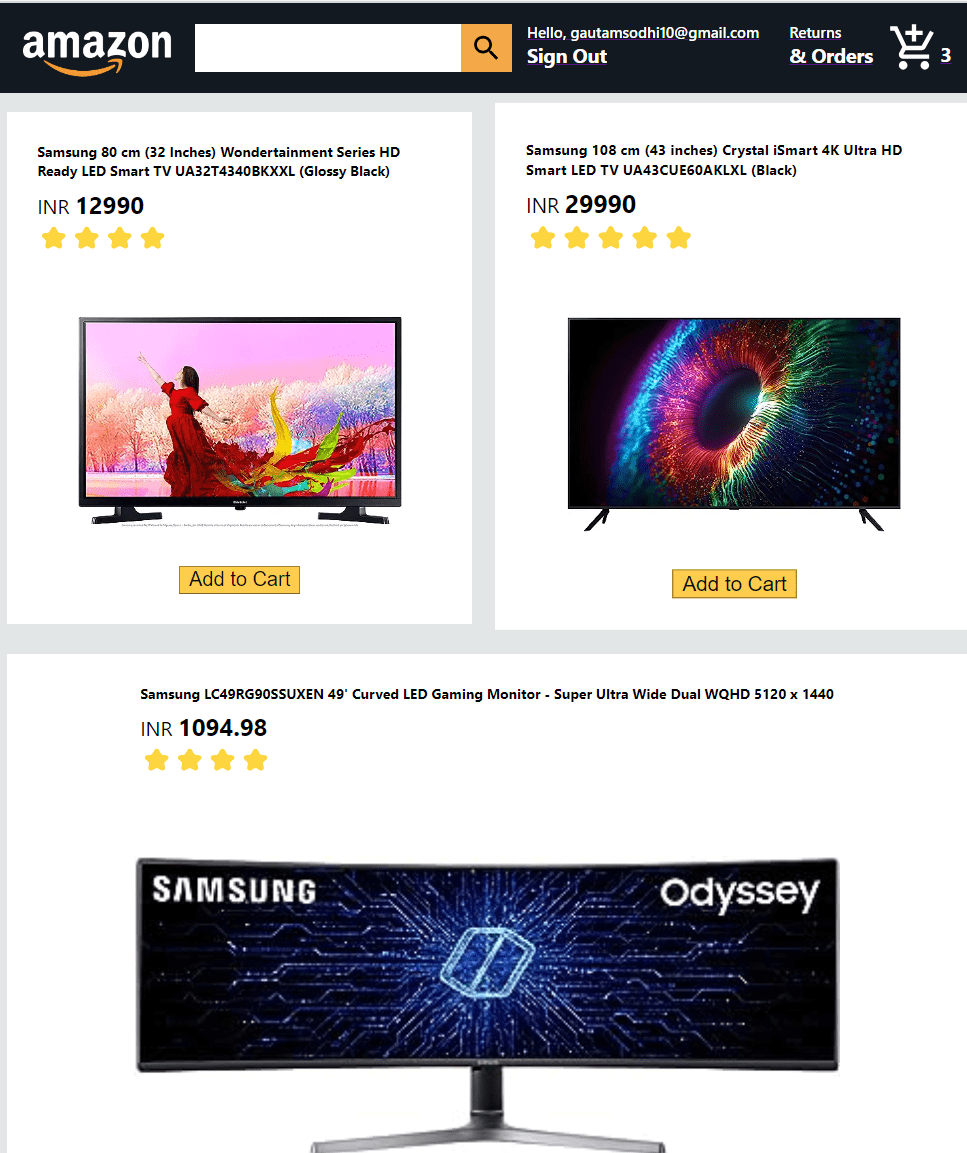 amazon
Hello, gautamsodhi10@gmail.com
Sign Out
Returns
& Orders
3
Samsung 80 cm (32 Inches) Wondertainment Series HD
Ready LED Smart TV UA32T4340BKXXL (Glossy Black)
INR 12990
Add to Cart
Samsung 108 cm (43 inches) Crystal iSmart 4K Ultra HD
Smart LED TV UA43CUE60AKLXL (Black)
INR 29990
Add to Cart
Samsung LC49RG90SSUXEN 49' Curved LED Gaming Monitor - Super Ultra Wide Dual WQHD 5120 x 1440
INR 1094.98
SAMSUNG
Odyssey